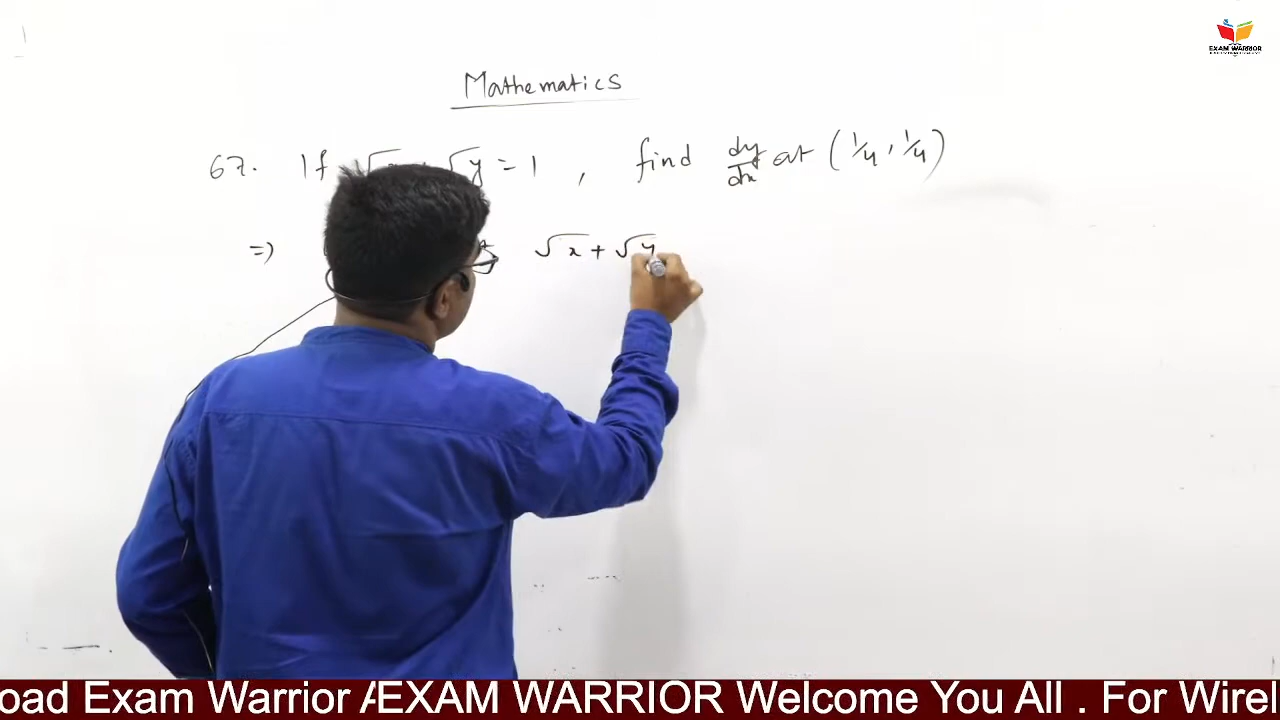 EXAM WARRIOR
Mathematics
67. If √x + √y = 1 , find dy/dx at (1/4, 1/4)
=) √x + √y
oad Exam Warrior AEXAM WARRIOR Welcome You All . For Wirel